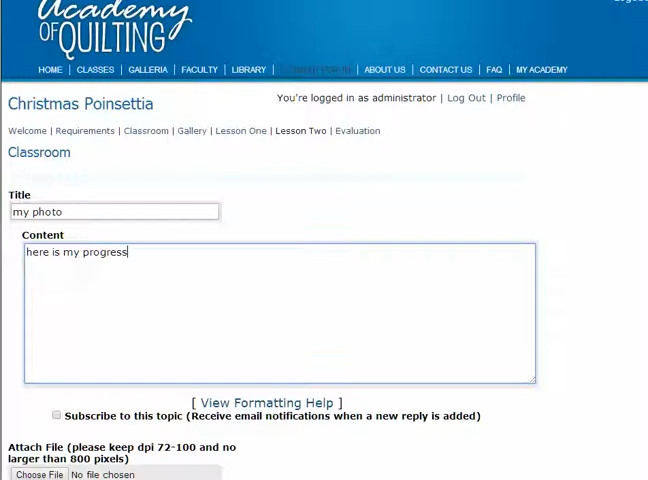 Academy
OF QUILTING
HOME | CLASSES | GALLERIA | FACULTY | LIBRARY | | ABOUT US | CONTACT US | FAQ | MY ACADEMY
Christmas Poinsettia
You're logged in as administrator | Log Out | Profile
Welcome | Requirements | Classroom | Gallery | Lesson One | Lesson Two | Evaluation
Classroom
Title
my photo
Content
here is my progress
[ View Formatting Help ]
Subscribe to this topic (Receive email notifications when a new reply is added)
Attach File (please keep dpi 72-100 and no
larger than 800 pixels)
Choose File No file chosen